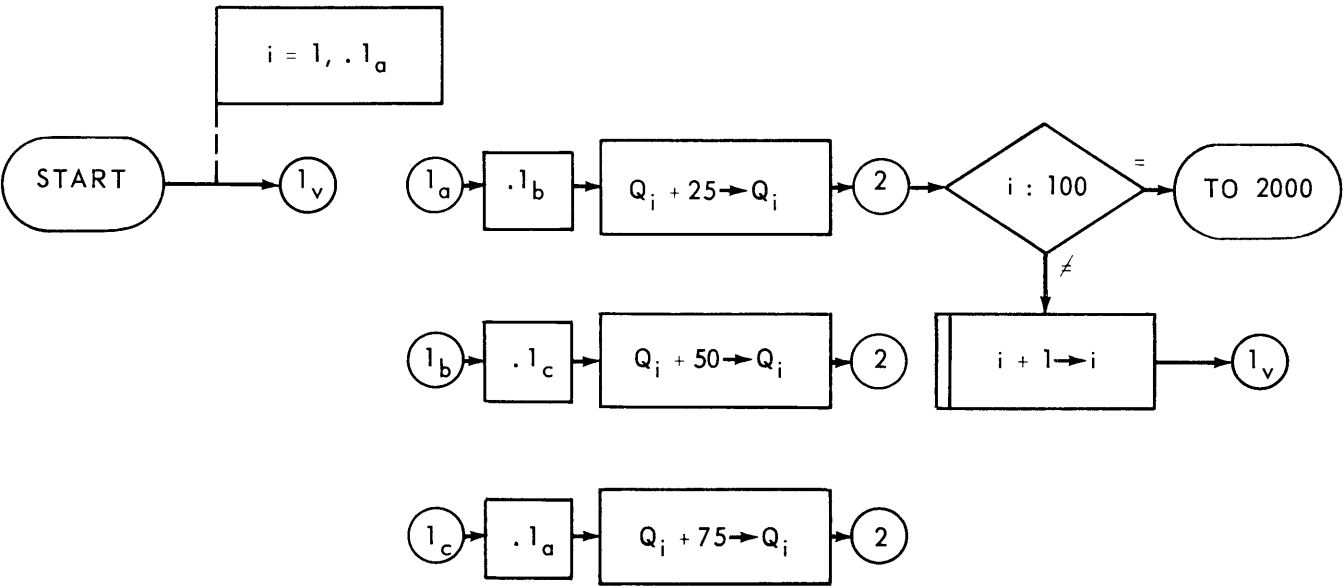 i = 1, .1a
START
1v
1a
.1b
Qi + 25→Qi
2
i : 100
=
TO 2000
≠
1b
.1c
Qi + 50→Qi
2
i + 1→i
1v
1c
.1a
Qi + 75→Qi
2